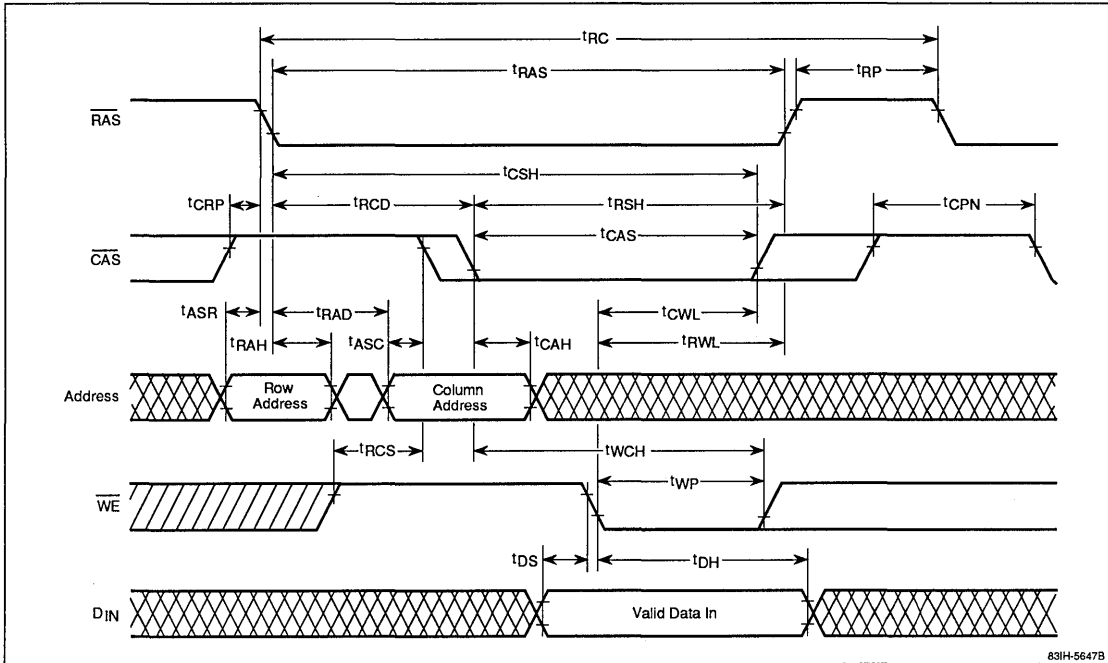 tRC
tRAS
tRP
RAS
tCSH
tCRP
tRCD
tRSH
tCPN
tCAS
CAS
tASR
tRAD
tCWL
tRAH
tASC
tCAH
tRWL
Address
Row
Address
Column
Address
tRCS
tWCH
tWP
WE
tDS
tDH
DIN
Valid Data In
83IH-5647B